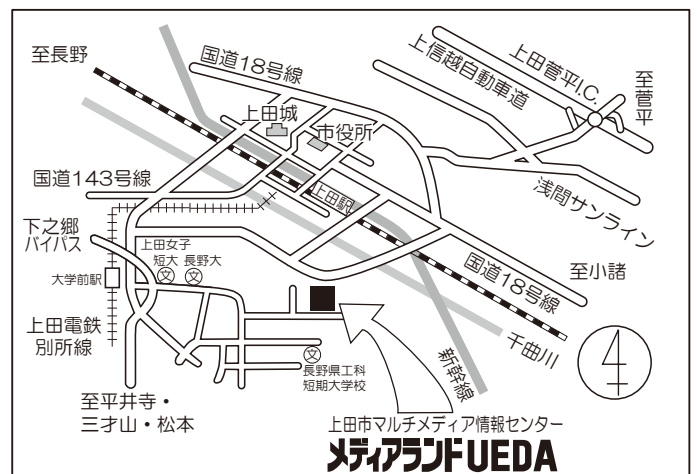 至長野
国道18号線
上信越自動車道
上田菅平I.C.
至菅平
上田城
市役所
国道143号線
上田駅
浅間サンライン
下之郷
バイパス
上田女子
短大
長野大
文
文
大学前駅
国道18号線
至小諸
上田電鉄
別所線
千曲川
新幹線
文
長野県工科
短期大学校
至平井寺・
三才山・松本
上田市マルチメディア情報センター
メディアランドUEDA